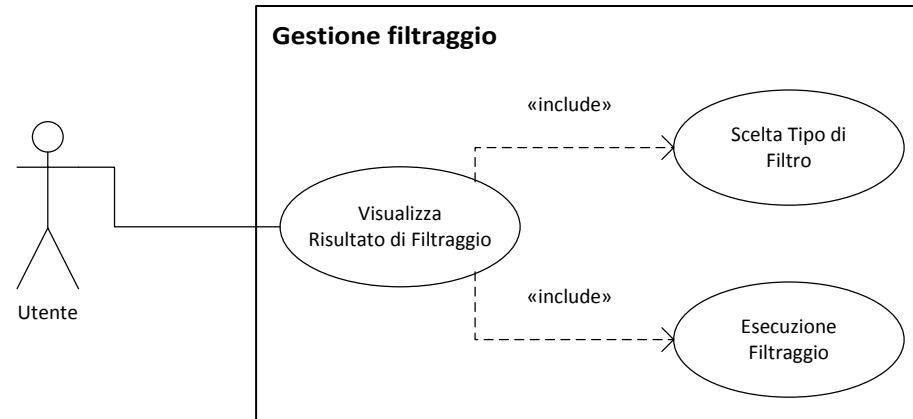 Gestione filtraggio
«include»
Scelta Tipo di
Filtro
Visualizza
Risultato di Filtraggio
Utente
«include»
Esecuzione
Filtraggio